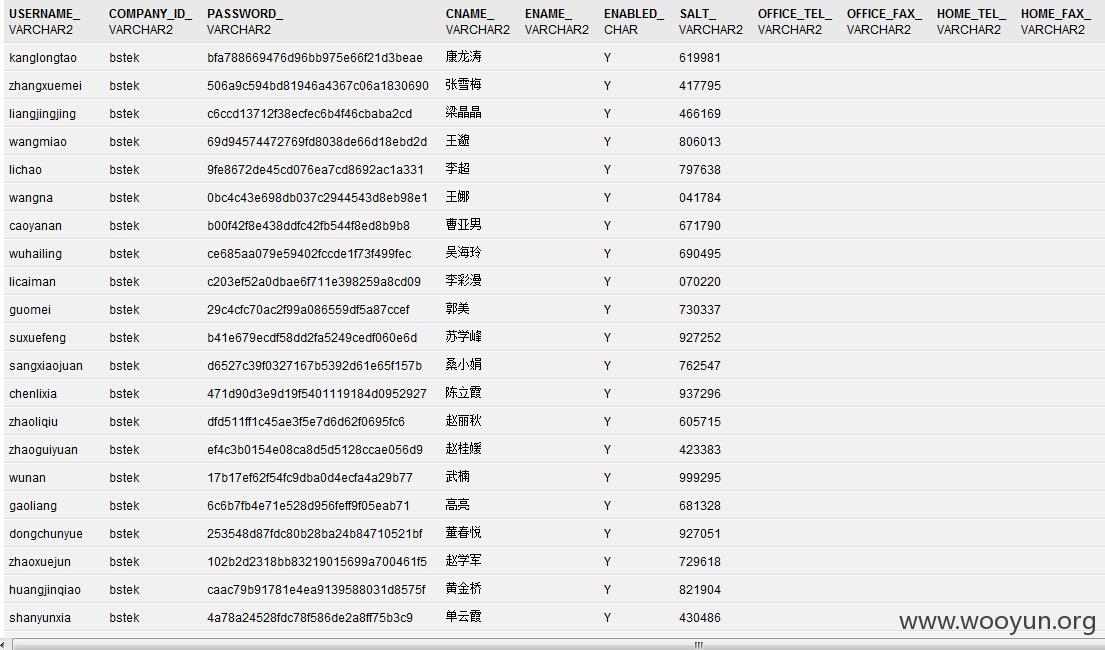 USERNAME_ COMPANY_ID_ PASSWORD_ CNAME_ ENAME_ ENABLED_ SALT_ OFFICE_TEL_ OFFICE_FAX_ HOME_TEL_ HOME_FAX_
VARCHAR2 VARCHAR2 VARCHAR2 VARCHAR2 VARCHAR2 CHAR VARCHAR2 VARCHAR2 VARCHAR2 VARCHAR2 VARCHAR2
kanglongtao bstek bfa788669476d96bb975e66f21d3beae 康龙涛 Y 619981
zhangxuemei bstek 506a9c594bd81946a4367c06a1830690 张雪梅 Y 417795
liangjingjing bstek c6ccd13712f38ecfec6b4f46cbaba2cd 梁晶晶 Y 466169
wangmiao bstek 69d94574472769fd8038de66d18ebd2d 王邈 Y 806013
lichao bstek 9fe8672de45cd076ea7cd8692ac1a331 李超 Y 797638
wangna bstek 0bc4c43e698db037c2944543d8eb98e1 王娜 Y 041784
caoyanan bstek b00f42f8e438ddfc42fb544f8ed8b9b8 曹亚男 Y 671790
wuhailing bstek ce685aa079e59402fccde1f73f499fec 吴海玲 Y 690495
licaiman bstek c203ef52a0dbae6f711e398259a8cd09 李彩漫 Y 070220
guomei bstek 29c4cfc70ac2f99a086559df5a87ccef 郭美 Y 730337
suxuefeng bstek b41e679ecdf58dd2fa5249cedf060e6d 苏学峰 Y 927252
sangxiaojuan bstek d6527c39f0327167b5392d61e65f157b 桑小娟 Y 762547
chenlixia bstek 471d90d3e9d19f5401119184d0952927 陈立霞 Y 937296
zhaoliqiu bstek dfd511ff1c45ae3f5e7d6d62f0695fc6 赵丽秋 Y 605715
zhaoguiyuan bstek ef4c3b0154e08ca8d5d5128ccae056d9 赵桂媛 Y 423383
wunan bstek 17b17ef62f54fc9dba0d4ecfa4a29b77 武楠 Y 999295
gaoliang bstek 6c6b7fb4e71e528d956feff9f05eab71 高亮 Y 681328
dongchunyue bstek 253548d87fdc80b28ba24b84710521bf 董春悦 Y 927051
zhaoxuejun bstek 102b2d2318bb83219015699a700461f5 赵学军 Y 729618
huangjinqiao bstek caac79b91781e4ea9139588031d8575f 黄金桥 Y 821904
shanyunxia bstek 4a78a24528fdc78f586de2a8ff75b3c9 单云霞 Y 430486
www.wooyun.org